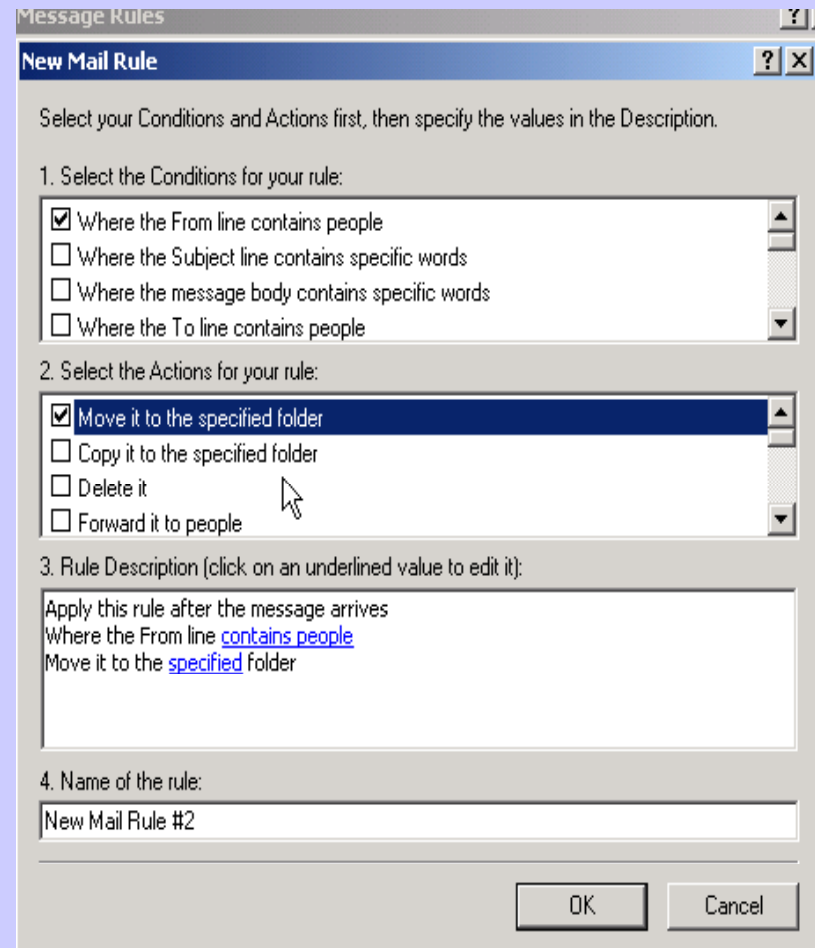 Message Rules
New Mail Rule
Select your Conditions and Actions first, then specify the values in the Description.
1. Select the Conditions for your rule:
Where the From line contains people
Where the Subject line contains specific words
Where the message body contains specific words
Where the To line contains people
2. Select the Actions for your rule:
Move it to the specified folder
Copy it to the specified folder
Delete it
Forward it to people
3. Rule Description (click on an underlined value to edit it):
Apply this rule after the message arrives
Where the From line contains people
Move it to the specified folder
4. Name of the rule:
New Mail Rule #2
OK Cancel